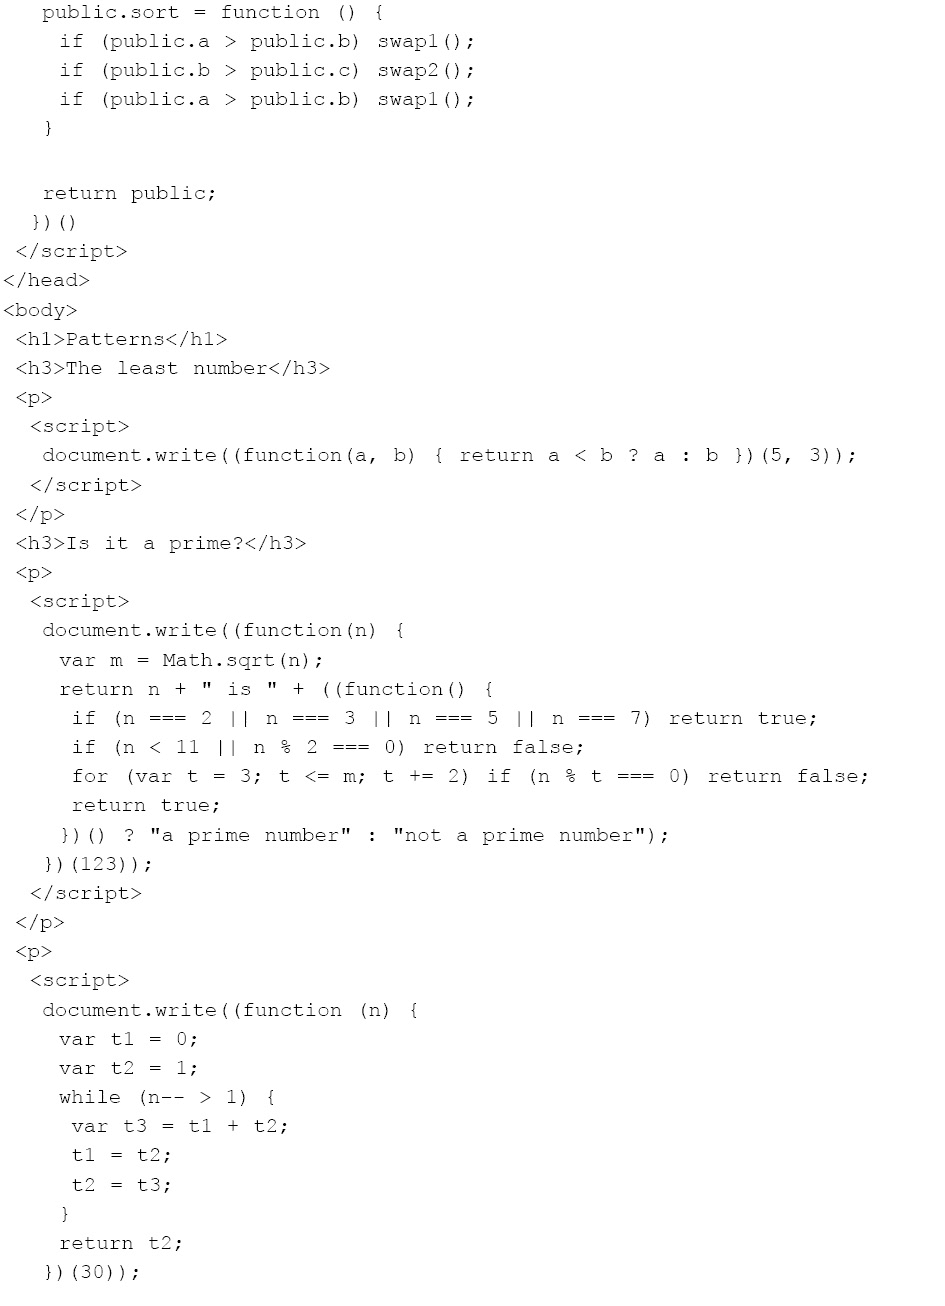 public.sort = function () {
if (public.a > public.b) swap1();
if (public.b > public.c) swap2();
if (public.a > public.b) swap1();
}
return public;
})()
</script>
</head>
<body>
<h1>Patterns</h1>
<h3>The least number</h3>
<p>
<script>
document.write((function(a, b) { return a < b ? a : b })(5, 3));
</script>
</p>
<h3>Is it a prime?</h3>
<p>
<script>
document.write((function(n) {
var m = Math.sqrt(n);
return n + " is " + ((function() {
if (n === 2 || n === 3 || n === 5 || n === 7) return true;
if (n < 11 || n % 2 === 0) return false;
for (var t = 3; t <= m; t += 2) if (n % t === 0) return false;
return true;
})() ? "a prime number" : "not a prime number");
})(123));
</script>
</p>
<p>
<script>
document.write((function (n) {
var t1 = 0;
var t2 = 1;
while (n-- > 1) {
var t3 = t1 + t2;
t1 = t2;
t2 = t3;
}
return t2;
})(30));